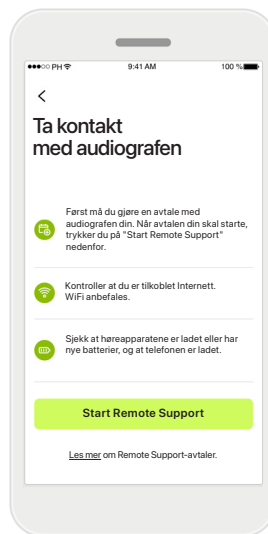 PH 9:41 AM 100 %
Ta kontakt
med audiografen
Først må du gjøre en avtale med
audiografen din. Når avtalen din skal starte,
trykker du på "Start Remote Support"
nedenfor.
Kontroller at du er tilkoblet Internett.
WiFi anbefales.
Sjekk at høreapparatene er ladet eller har
nye batterier, og at telefonen er ladet.
Start Remote Support
Les mer om Remote Support-avtaler.